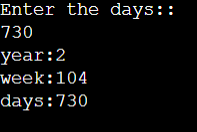 Enter the days::
730
year:2
week:104
days:730